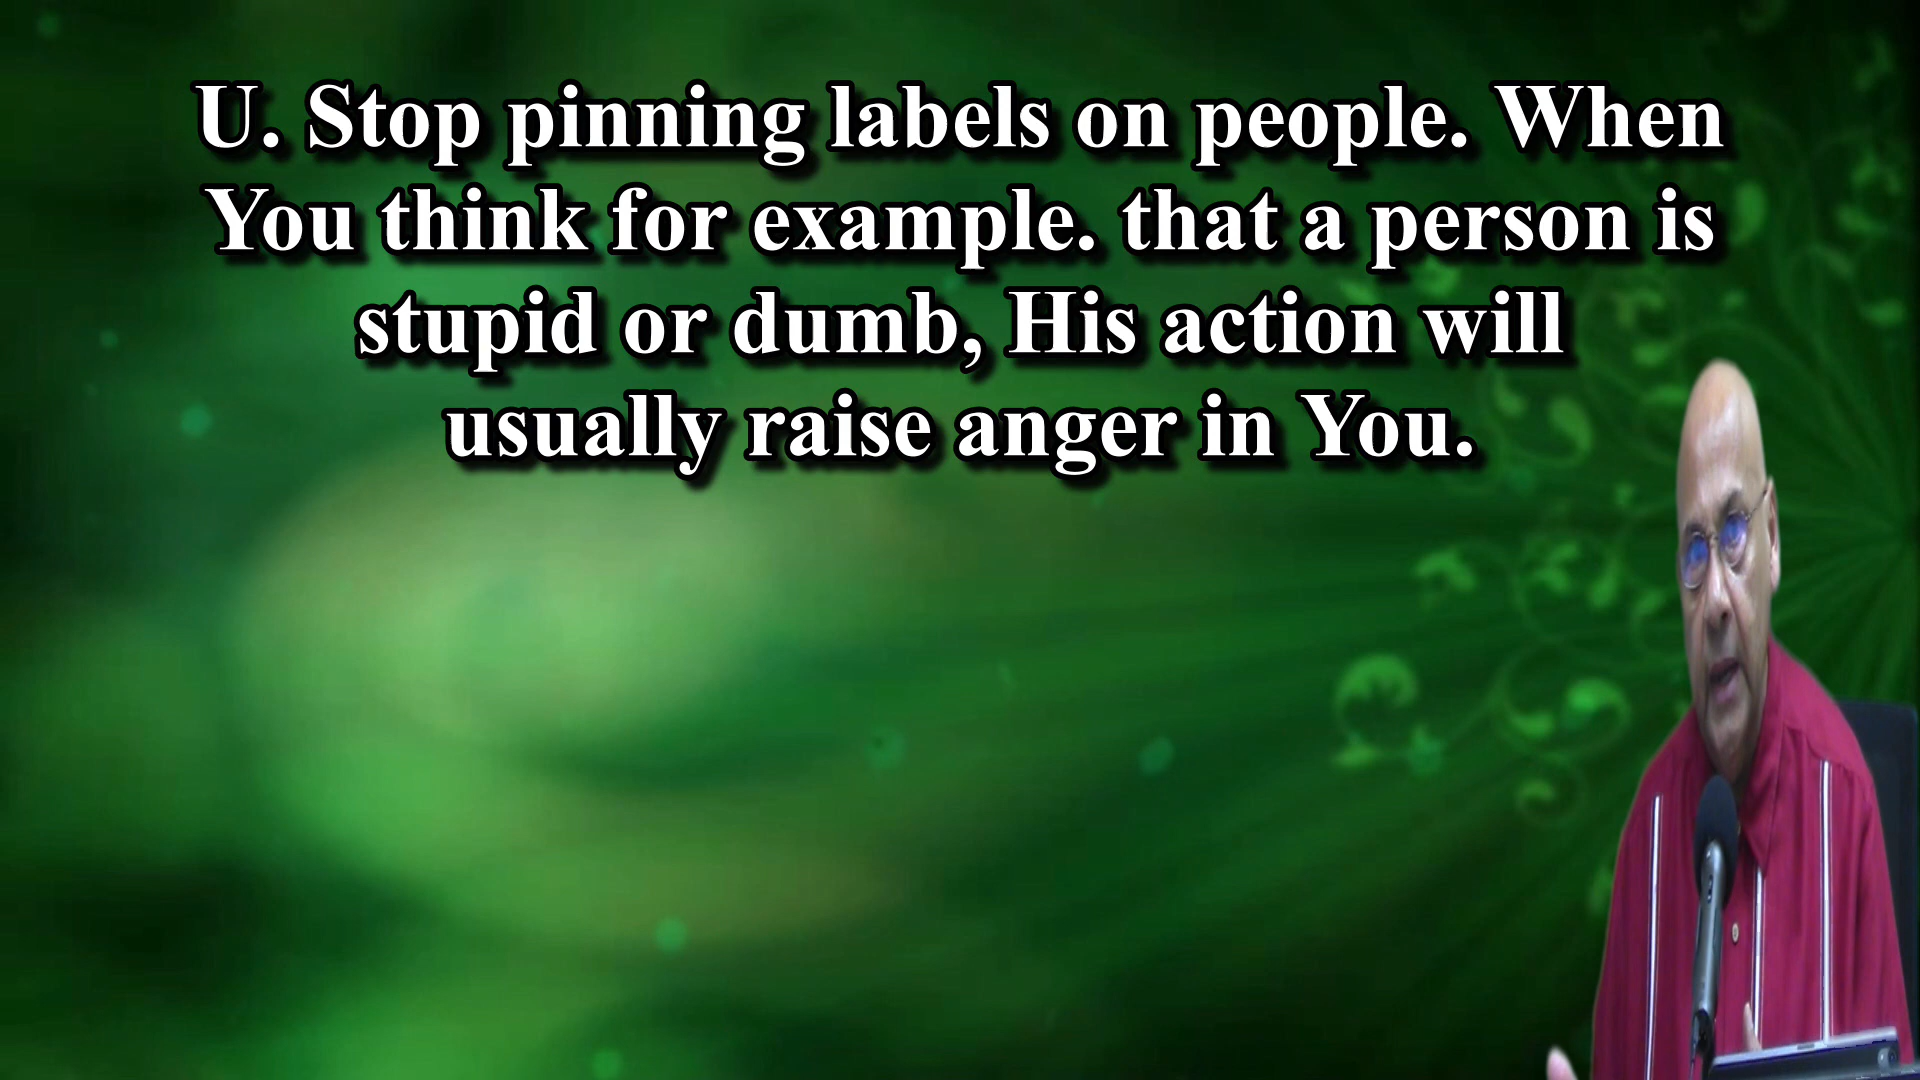 U. Stop pinning labels on people. When
You think for example. that a person is
stupid or dumb, His action will
usually raise anger in You.